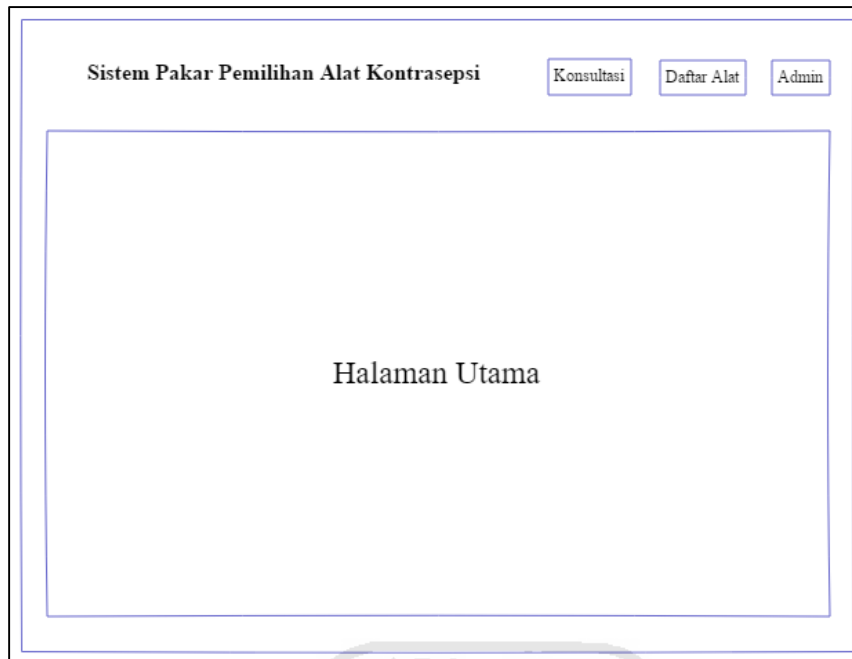 Sistem Pakar Pemilihan Alat Kontrasepsi
Konsultasi
Daftar Alat
Admin
Halaman Utama